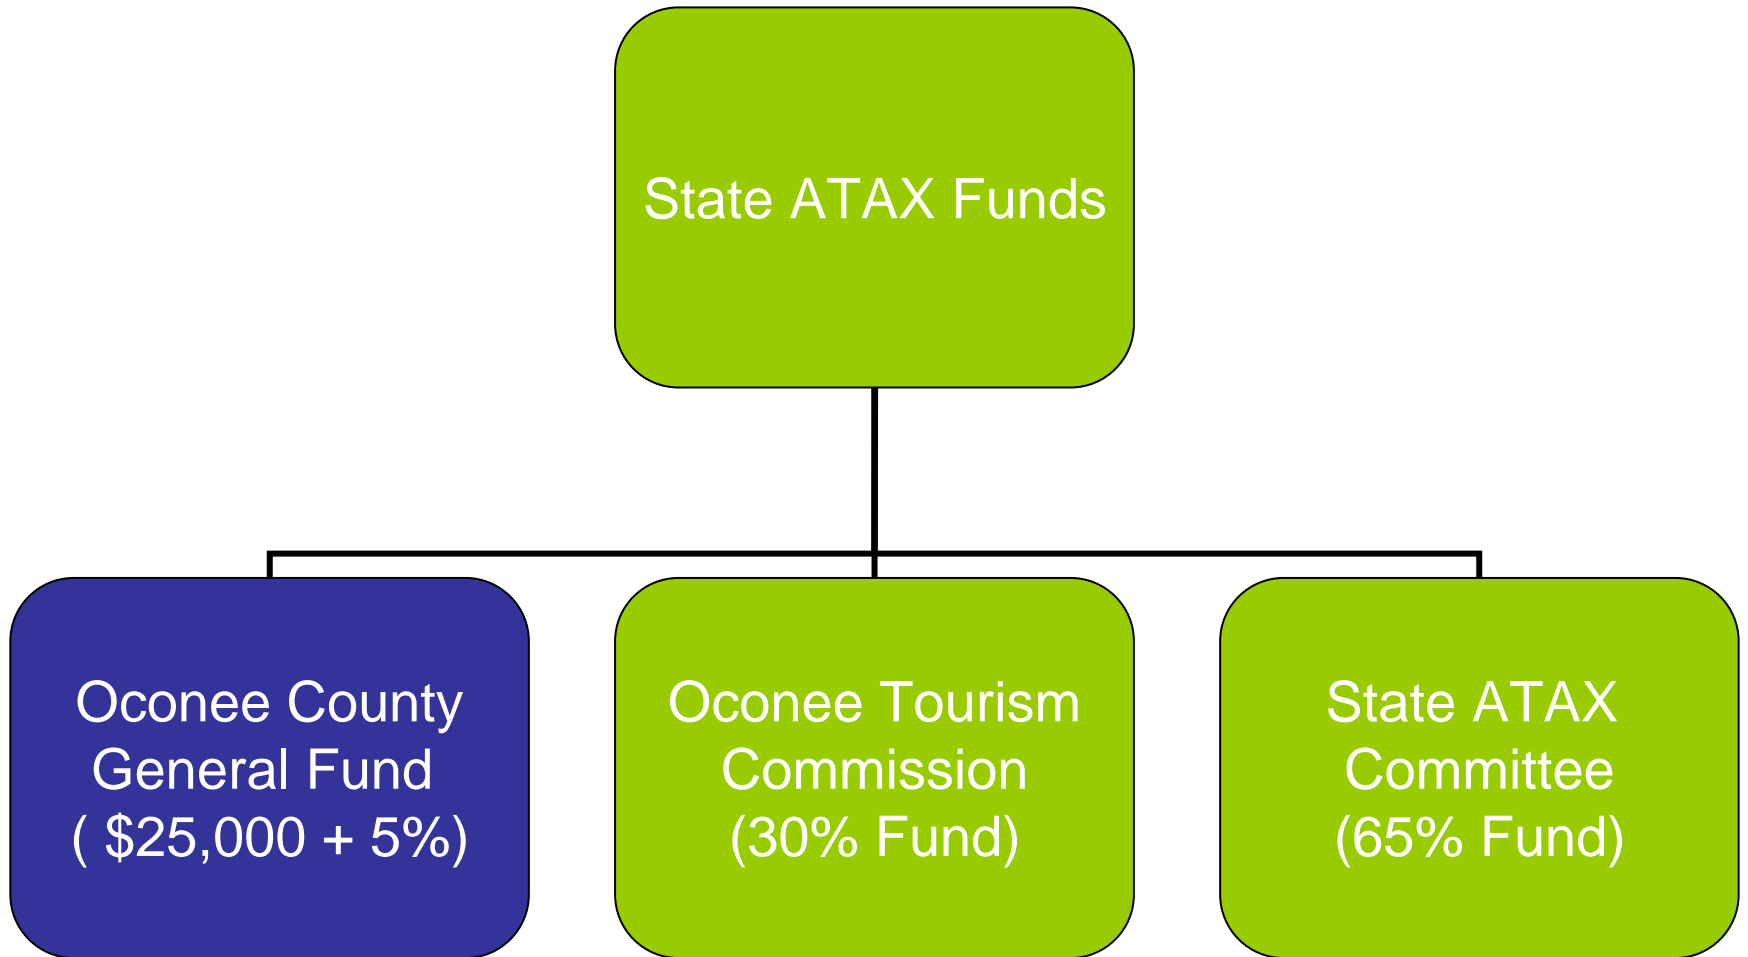 State ATAX Funds
Oconee County
General Fund
( $25,000 + 5%)
Oconee Tourism
Commission
(30% Fund)
State ATAX
Committee
(65% Fund)